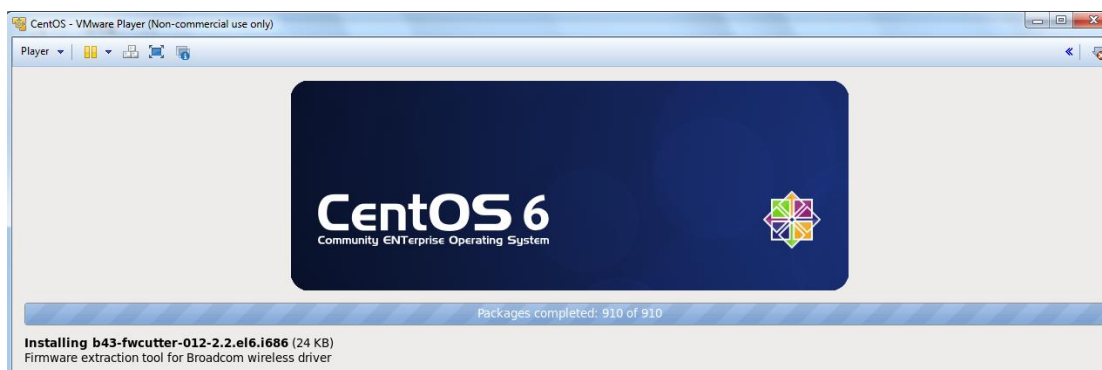 CentOS - VMware Player (Non-commercial use only)
Player
CentOS 6
Community ENTerprise Operating System
Packages completed: 910 of 910
Installing b43-fwcutter-012-2.2.el6.i686 (24 KB)
Firmware extraction tool for Broadcom wireless driver